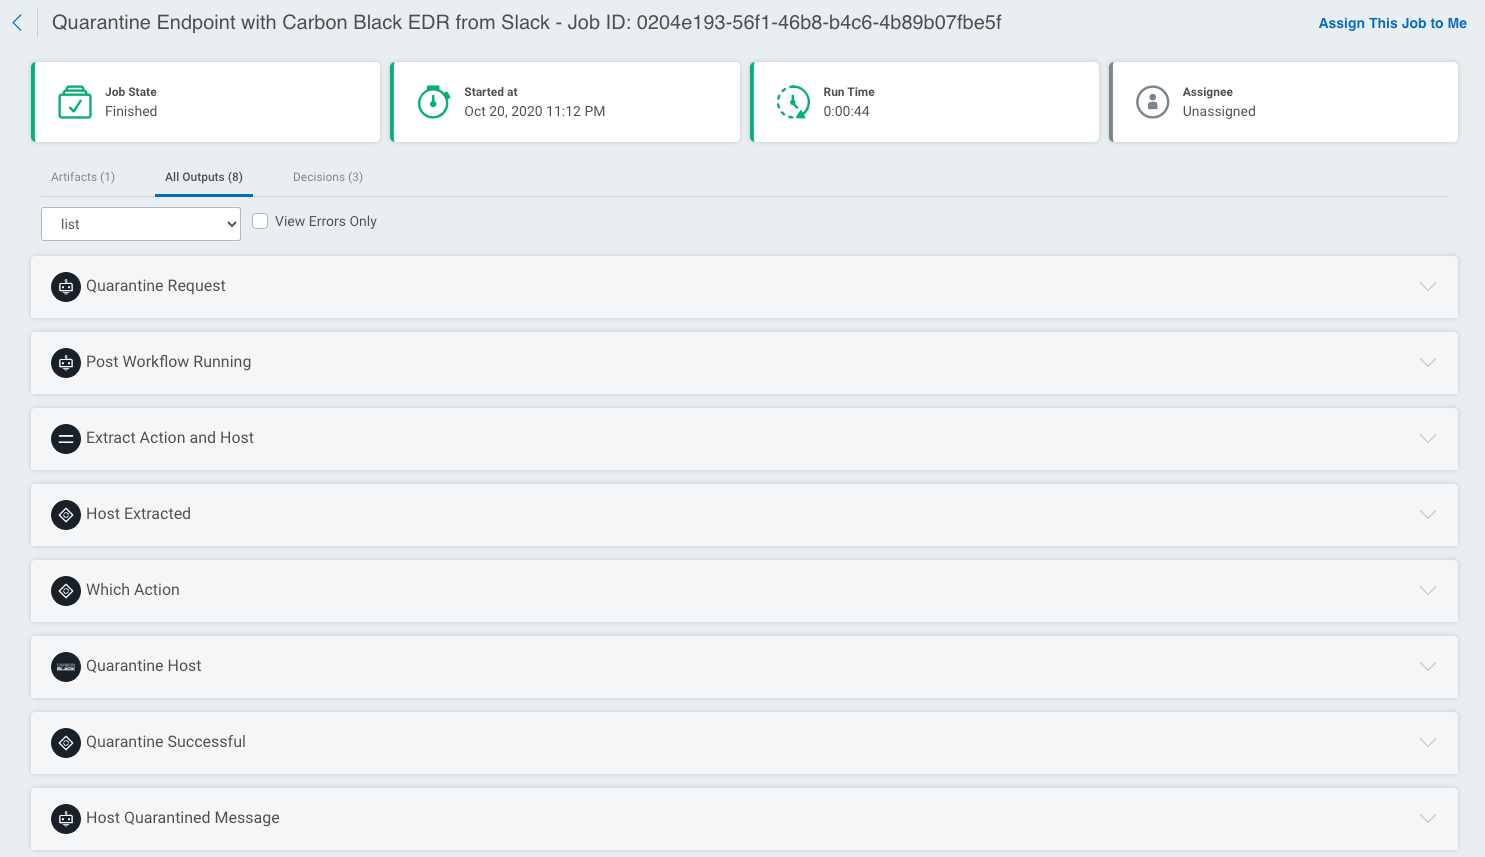 Quarantine Endpoint with Carbon Black EDR from Slack - Job ID: 0204e193-56f1-46b8-b4c6-4b89b07fbe5f
Assign This Job to Me
Job State
Finished
Started at
Oct 20, 2020 11:12 PM
Run Time
0:00:44
Assignee
Unassigned
Artifacts (1)
All Outputs (8)
Decisions (3)
list
View Errors Only
Quarantine Request
Post Workflow Running
Extract Action and Host
Host Extracted
Which Action
CARBON
BLACK
Quarantine Host
Quarantine Successful
Host Quarantined Message